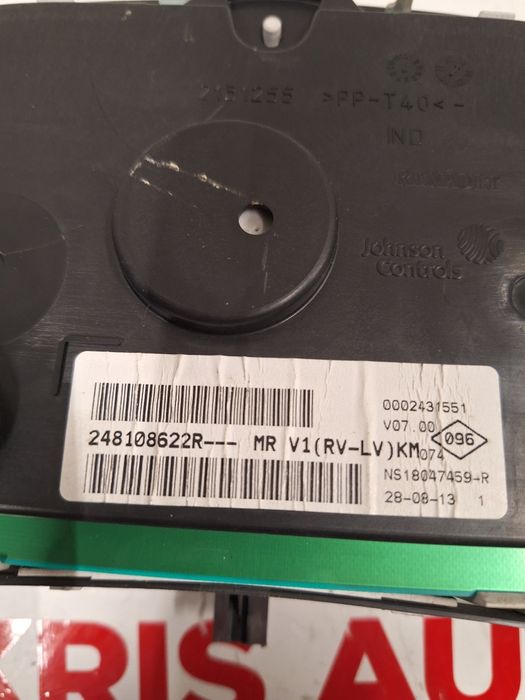 2151255 >PP-T40<-
IND
Johnson
Controls
0002431551
V07.00
096
248108622R--- MR V1(RV-LV)KM
074
NS18047459-R
28-08-13 1
KRIS AU